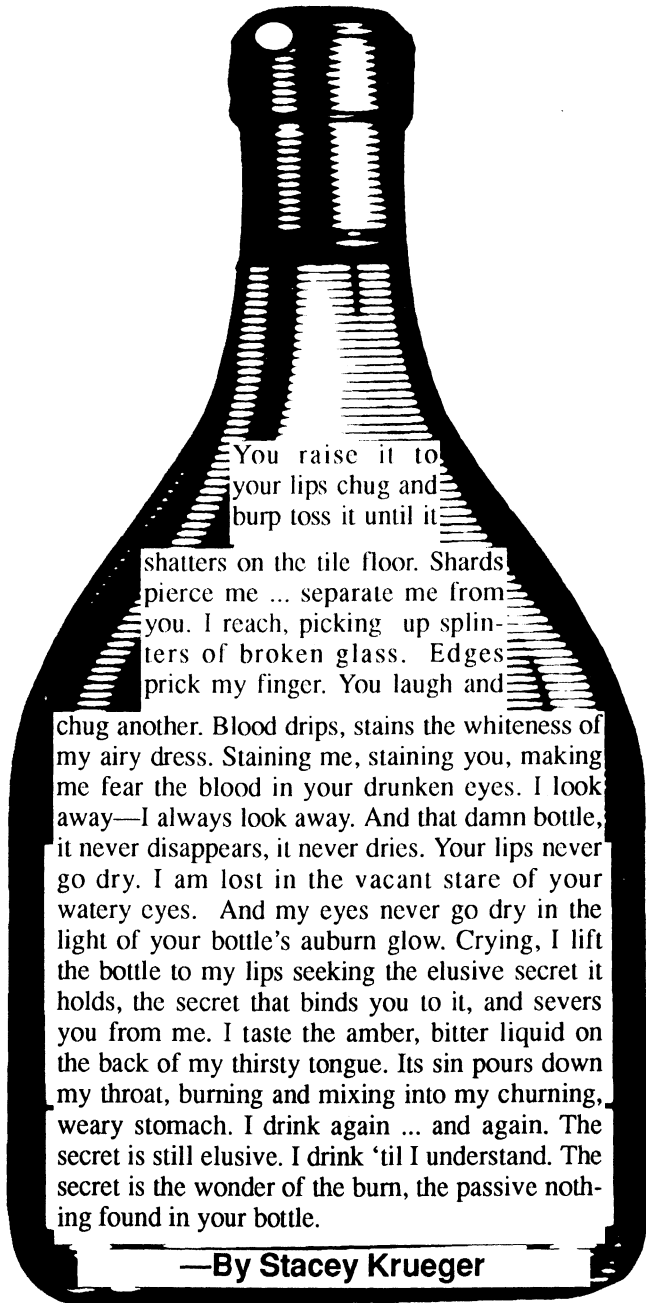 You raise it to
your lips chug and
burp toss it until it
shatters on the tile floor. Shards
pierce me ... separate me from
you. I reach, picking up splin-
ters of broken glass. Edges
prick my finger. You laugh and
chug another. Blood drips, stains the whiteness of
my airy dress. Staining me, staining you, making
me fear the blood in your drunken eyes. I look
away—I always look away. And that damn bottle,
it never disappears, it never dries. Your lips never
go dry. I am lost in the vacant stare of your
watery eyes. And my eyes never go dry in the
light of your bottle's auburn glow. Crying, I lift
the bottle to my lips seeking the elusive secret it
holds, the secret that binds you to it, and severs
you from me. I taste the amber, bitter liquid on
the back of my thirsty tongue. Its sin pours down
my throat, burning and mixing into my churning,
weary stomach. I drink again ... and again. The
secret is still elusive. I drink ‘til I understand. The
secret is the wonder of the burn, the passive noth-
ing found in your bottle.
—By Stacey Krueger